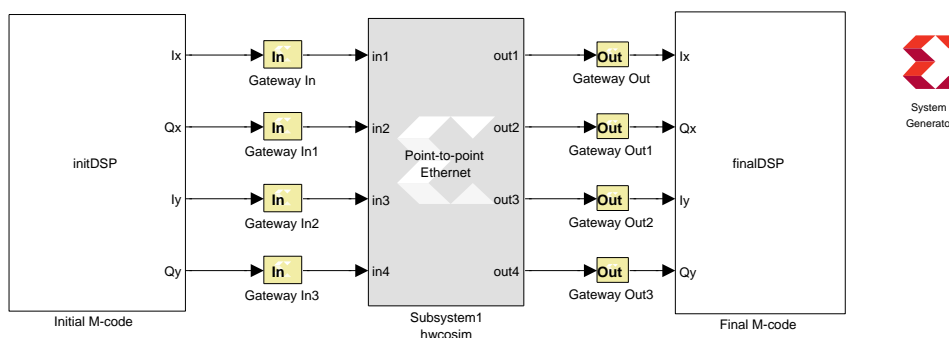 Ix
In
in1
out1
Out
Ix
Gateway In
Gateway Out
System
Generato
Qx
In
in2
out2
Out
Qx
Gateway In1
Gateway Out1
initDSP
Point-to-point
Ethernet
finalDSP
Iy
In
in3
out3
Out
Iy
Gateway In2
Gateway Out2
Qy
In
in4
out4
Out
Qy
Gateway In3
Gateway Out3
Initial M-code
Subsystem1
hwcosim
Final M-code